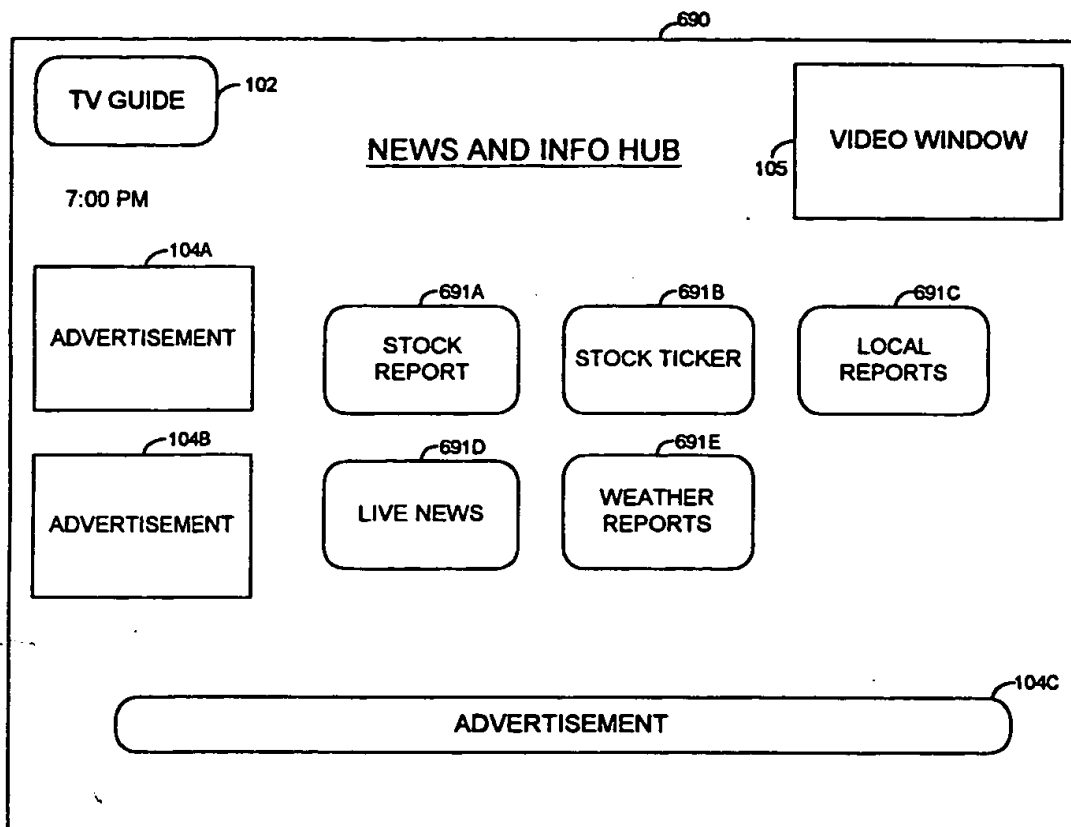 690
TV GUIDE
102
NEWS AND INFO HUB
VIDEO WINDOW
105
7:00 PM
104A
ADVERTISEMENT
691A
STOCK
REPORT
691B
STOCK TICKER
691C
LOCAL
REPORTS
104B
ADVERTISEMENT
691D
LIVE NEWS
691E
WEATHER
REPORTS
104C
ADVERTISEMENT